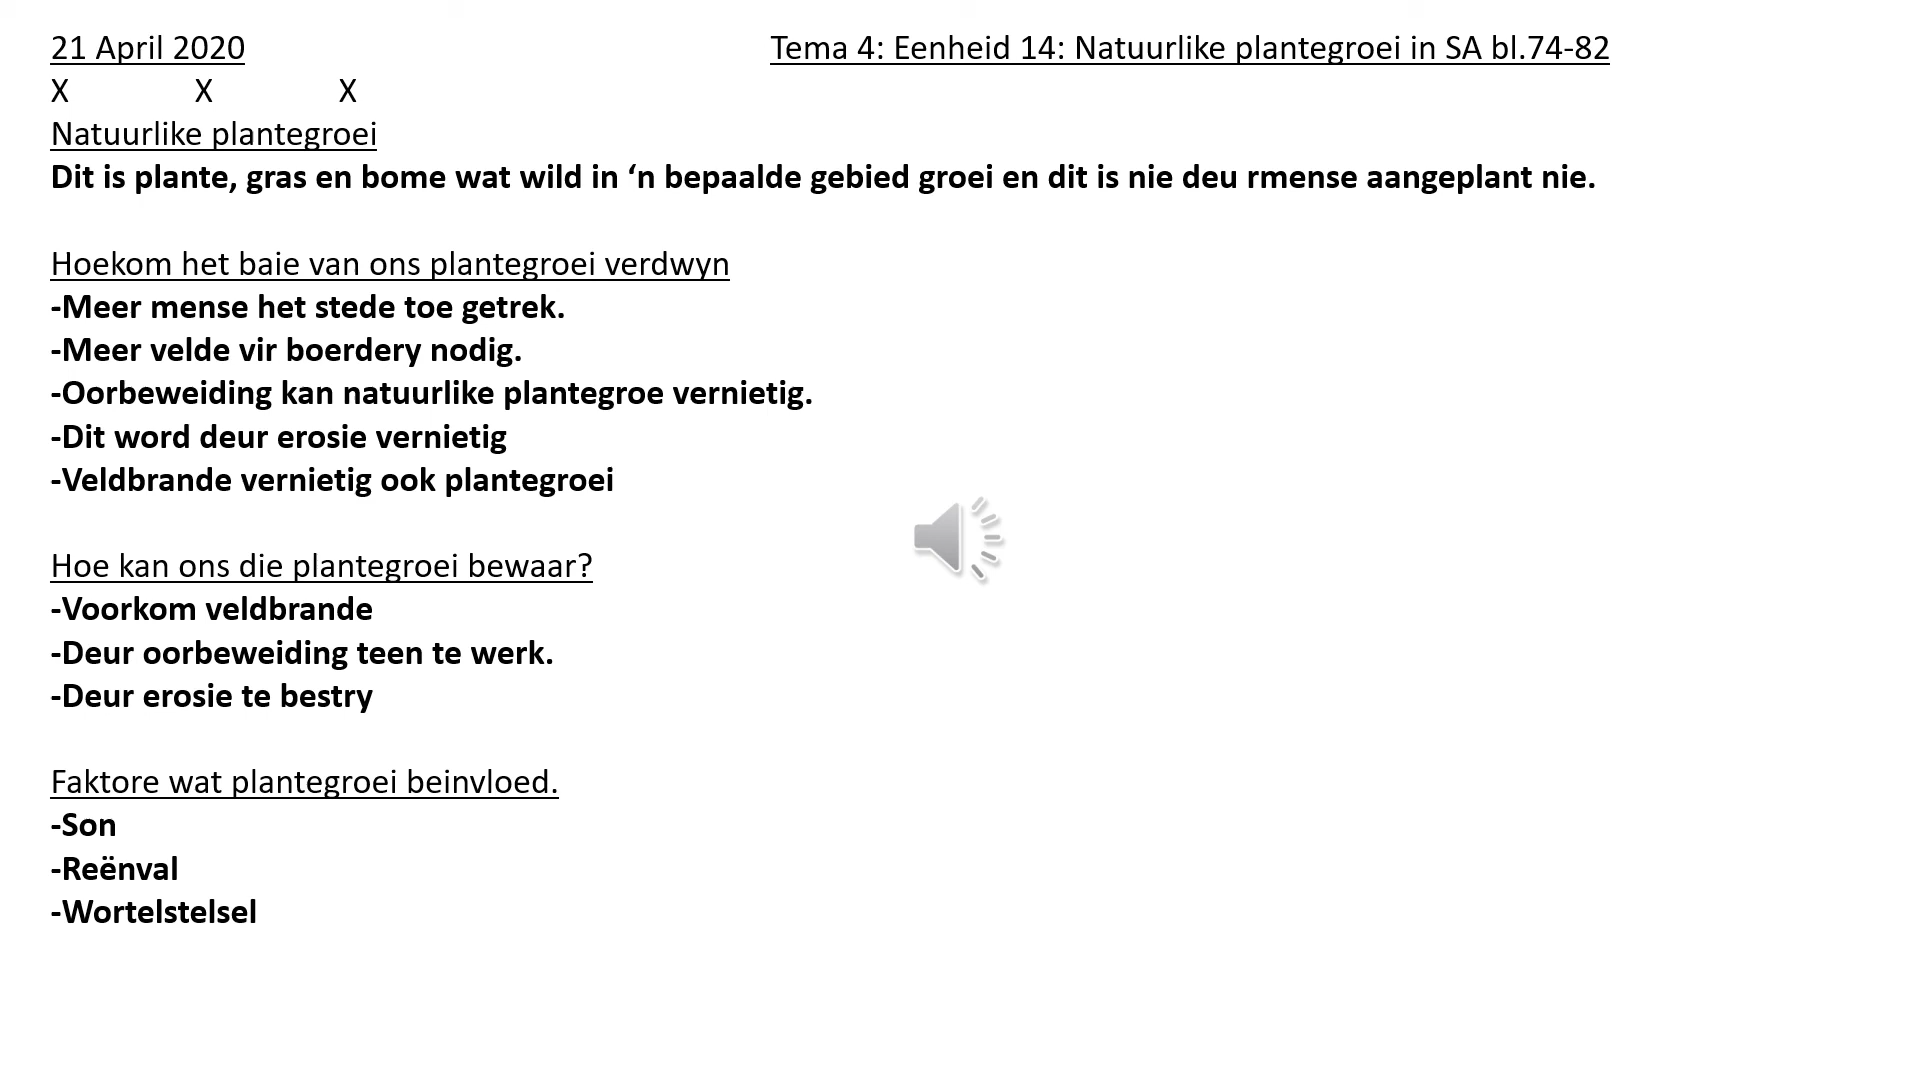 21 April 2020 Tema 4: Eenheid 14: Natuurlike plantegroei in SA bl.74-82
X X X
Natuurlike plantegroei
Dit is plante, gras en bome wat wild in ‘n bepaalde gebied groei en dit is nie deu rmense aangeplant nie.
Hoekom het baie van ons plantegroei verdwyn
-Meer mense het stede toe getrek.
-Meer velde vir boerdery nodig.
-Oorbeweiding kan natuurlike plantegroe vernietig.
-Dit word deur erosie vernietig
-Veldbrande vernietig ook plantegroei
Hoe kan ons die plantegroei bewaar?
-Voorkom veldbrande
-Deur oorbeweiding teen te werk.
-Deur erosie te bestry
Faktore wat plantegroei beinvloed.
-Son
-Reënval
-Wortelstelsel